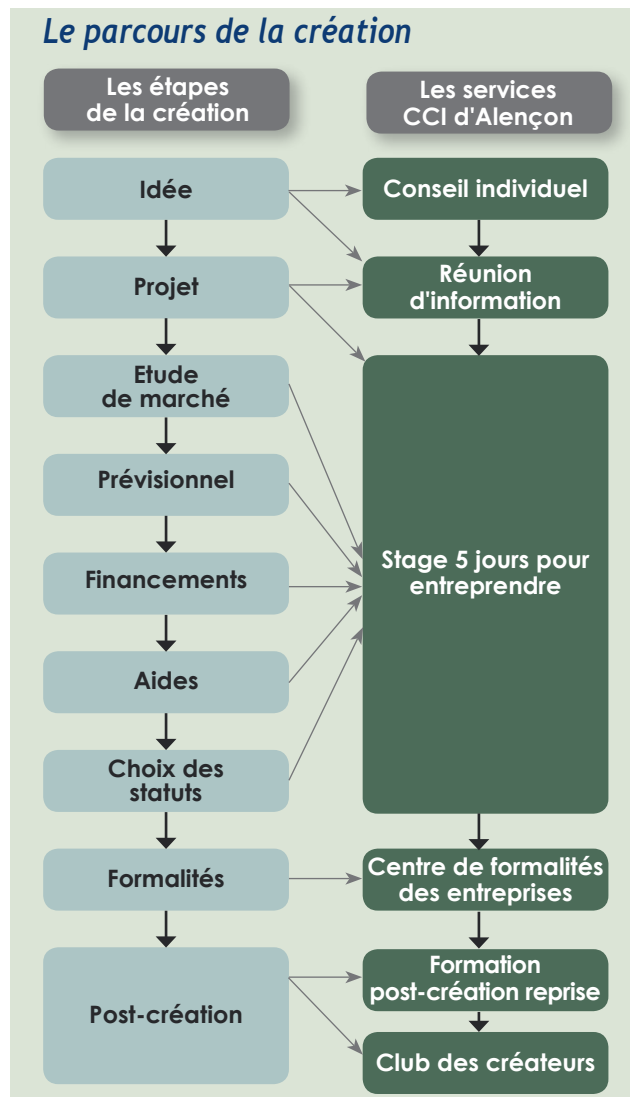 Le parcours de la création
Les étapes
de la création
Les services
CCI d'Alençon
Idée
Conseil individuel
Projet
Réunion
d'information
Etude
de marché
Prévisionnel
Financements
Stage 5 jours pour
entreprendre
Aides
Choix des
statuts
Formalités
Centre de formalités
des entreprises
Post-création
Formation
post-création reprise
Club des créateurs